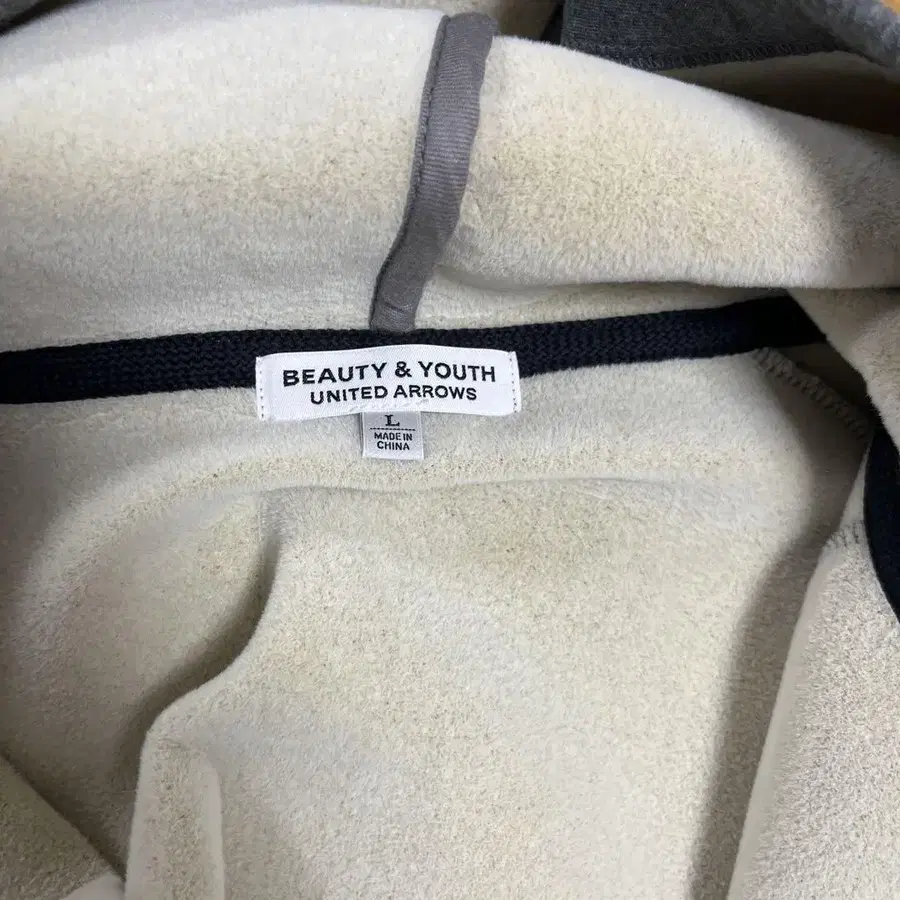 BEAUTY & YOUTH
UNITED ARROWS
L
MADE IN
CHINA